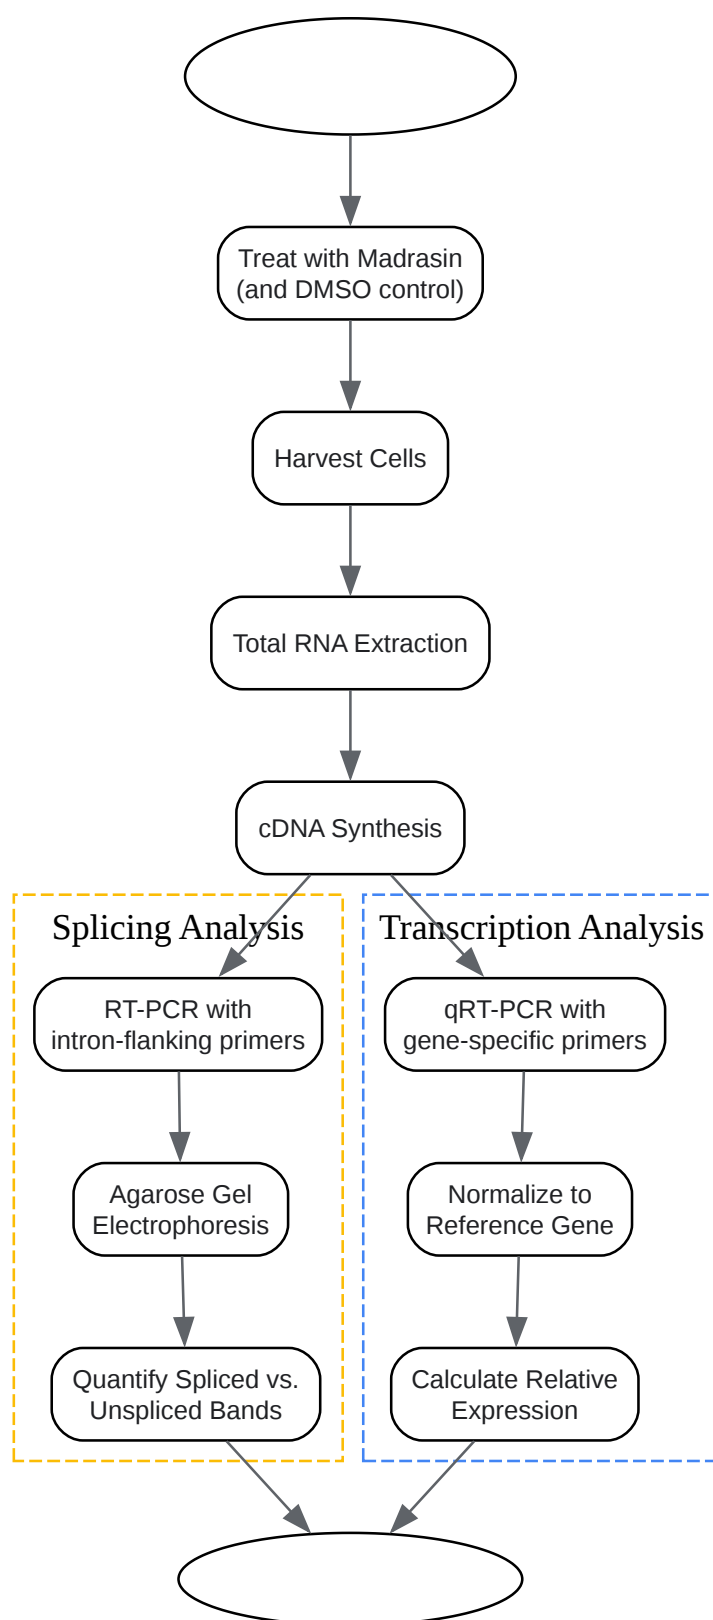 Treat with Madrasin
(and DMSO control)
Harvest Cells
Total RNA Extraction
cDNA Synthesis
Splicing Analysis
RT-PCR with
intron-flanking primers
Agarose Gel
Electrophoresis
Quantify Spliced vs.
Unspliced Bands
Transcription Analysis
qRT-PCR with
gene-specific primers
Normalize to
Reference Gene
Calculate Relative
Expression